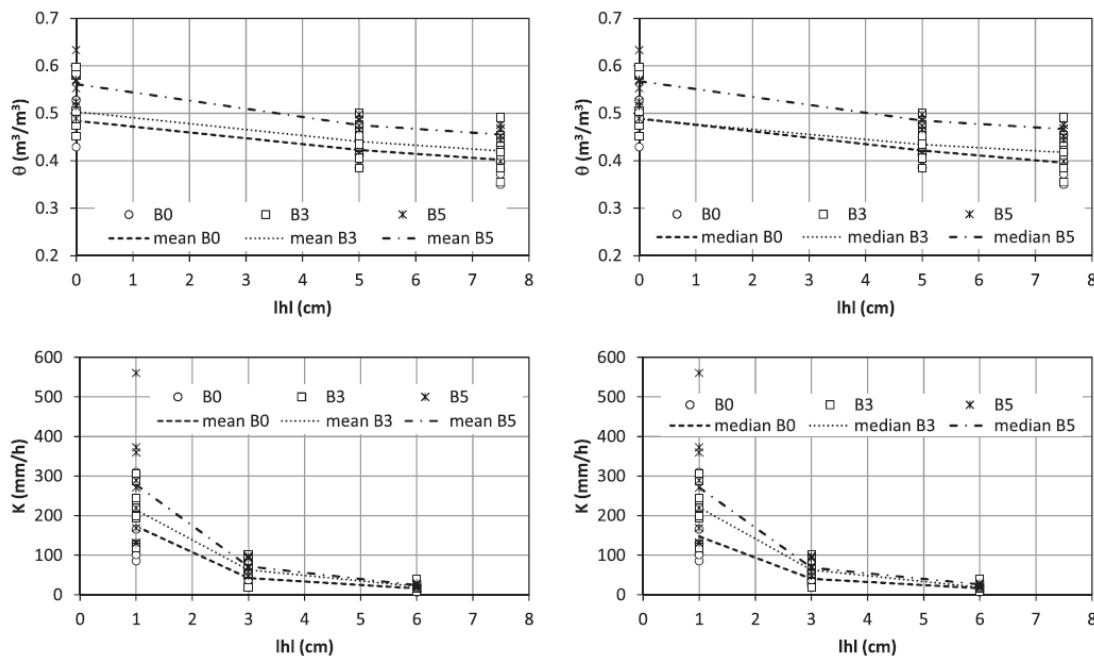 0.7
0.6
0.5
0.4
0.3
0.2
θ (m³/m³)
B0 B3 B5
mean B0 mean B3 mean B5
0 1 2 3 4 5 6 7 8
lhl (cm)
0.7
0.6
0.5
0.4
0.3
0.2
θ (m³/m³)
B0 B3 B5
median B0 median B3 median B5
0 1 2 3 4 5 6 7 8
lhl (cm)
600
500
400
300
200
100
0
K (mm/h)
B0 B3 B5
mean B0 mean B3 mean B5
0 1 2 3 4 5 6 7 8
lhl (cm)
600
500
400
300
200
100
0
K (mm/h)
B0 B3 B5
median B0 median B3 median B5
0 1 2 3 4 5 6 7 8
lhl (cm)